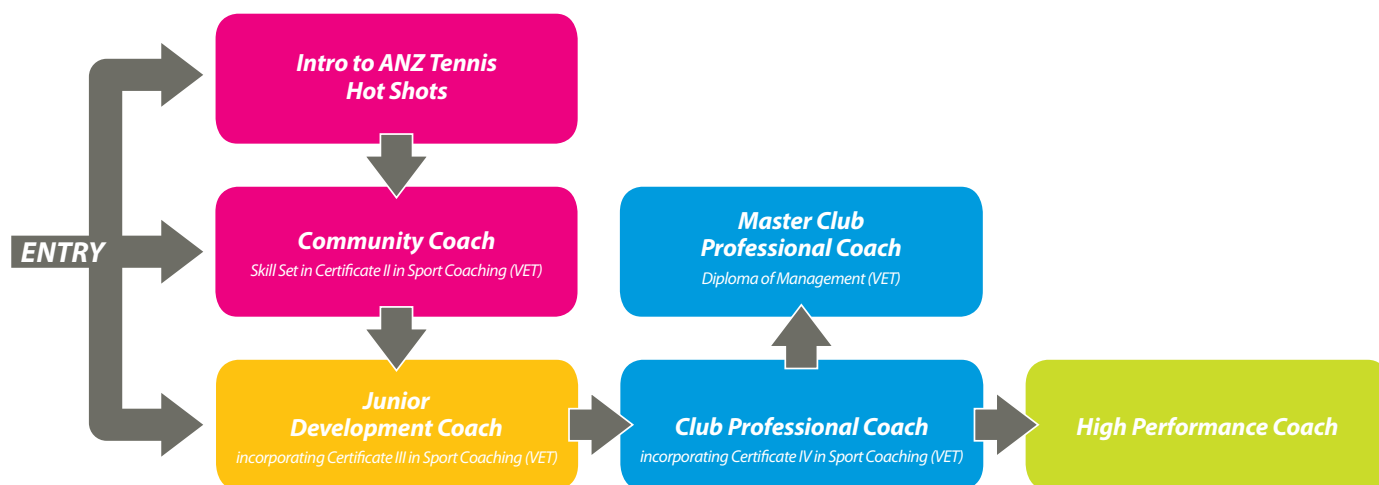 Intro to ANZ Tennis
Hot Shots
ENTRY
Community Coach
Skill Set in Certificate II in Sport Coaching (VET)
Master Club
Professional Coach
Diploma of Management (VET)
Junior
Development Coach
incorporating Certificate III in Sport Coaching (VET)
Club Professional Coach
incorporating Certificate IV in Sport Coaching (VET)
High Performance Coach